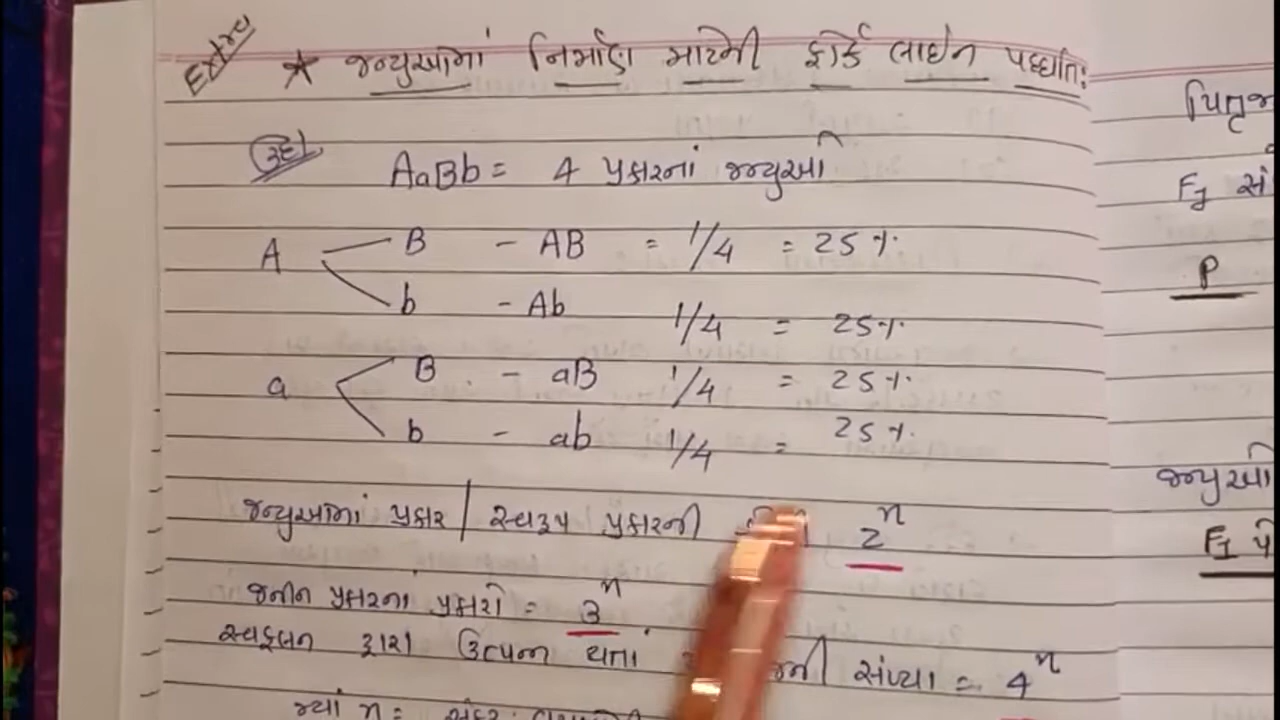 Extra
★ જન્યુઓમાં નિર્માણ માટેની ફોર્ક લાઇન પદ્ધતિ:
ઉદા
AaBb = 4 પ્રકારનાં જન્યુઓ
A B - AB = 1/4 = 25%
b - Ab 1/4 = 25%
a B - aB 1/4 = 25%
b - ab 1/4 = 25%
જન્યુઓમાં પ્રકાર / સ્વરૂપ પ્રકારની 2ⁿ
જનીન પ્રકારનાં પ્રકારો = 3ⁿ
સ્વફલન દ્વારા ઉત્પન્ન થતાં સંખ્યા = 4ⁿ
જ્યાં n =
F₁
P
જન્યુઓ
F₁